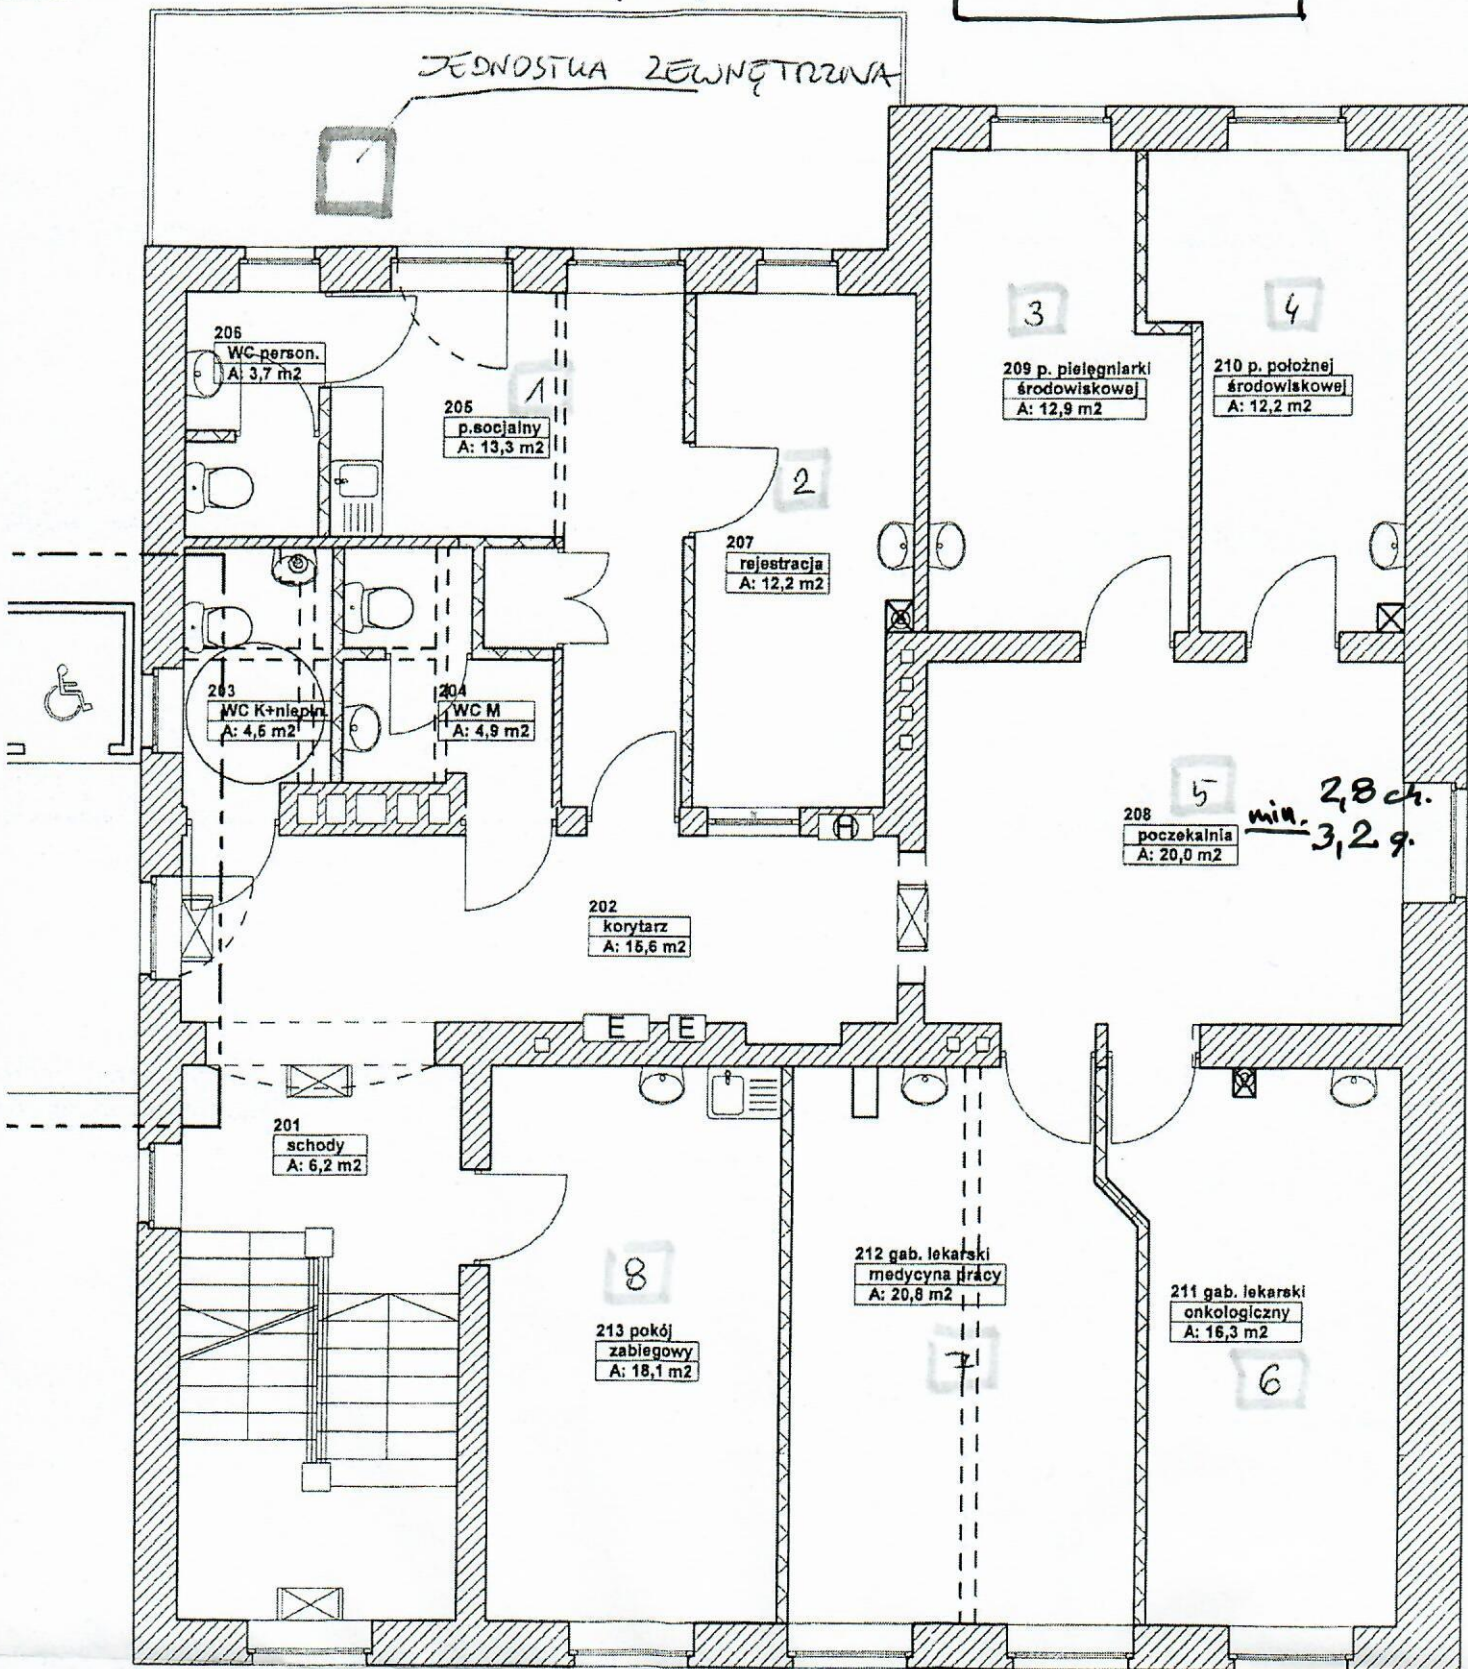 JEDNOSTKA ZEWNĘTRZNA
206
WC person.
A: 3,7 m2
205
p.socjalny
A: 13,3 m2
1
2
207
rejestracja
A: 12,2 m2
3
209 p. pielęgniarki
środowiskowej
A: 12,9 m2
4
210 p. położnej
środowiskowej
A: 12,2 m2
203
WC K+niepłn.
A: 4,6 m2
204
WC M
A: 4,9 m2
5
208
poczekalnia
A: 20,0 m2
min. 2,8 ch.
3,2 g.
H
202
korytarz
A: 15,6 m2
E E
201
schody
A: 6,2 m2
8
213 pokój
zabiegowy
A: 18,1 m2
212 gab. lekarski
medycyna pracy
A: 20,8 m2
7
211 gab. lekarski
onkologiczny
A: 16,3 m2
6